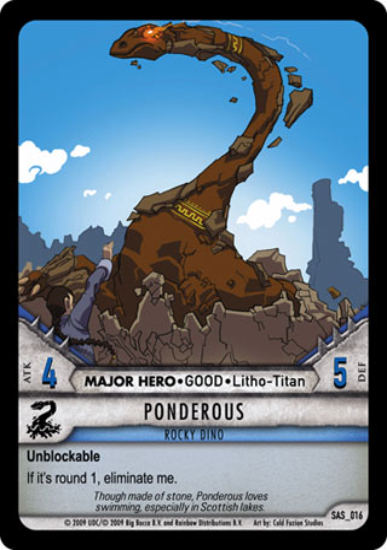 ATK 4 MAJOR HERO•GOOD•Litho-Titan 5 DEF
PONDEROUS
ROCKY DINO
Unblockable
If it's round 1, eliminate me.
Though made of stone, Ponderous loves
swimming, especially in Scottish lakes.
SAS_016
© 2009 UDC/© 2009 Big Bocca B.V. and Rainbow Distributions B.V. Art by: Cold Fuzion Studios